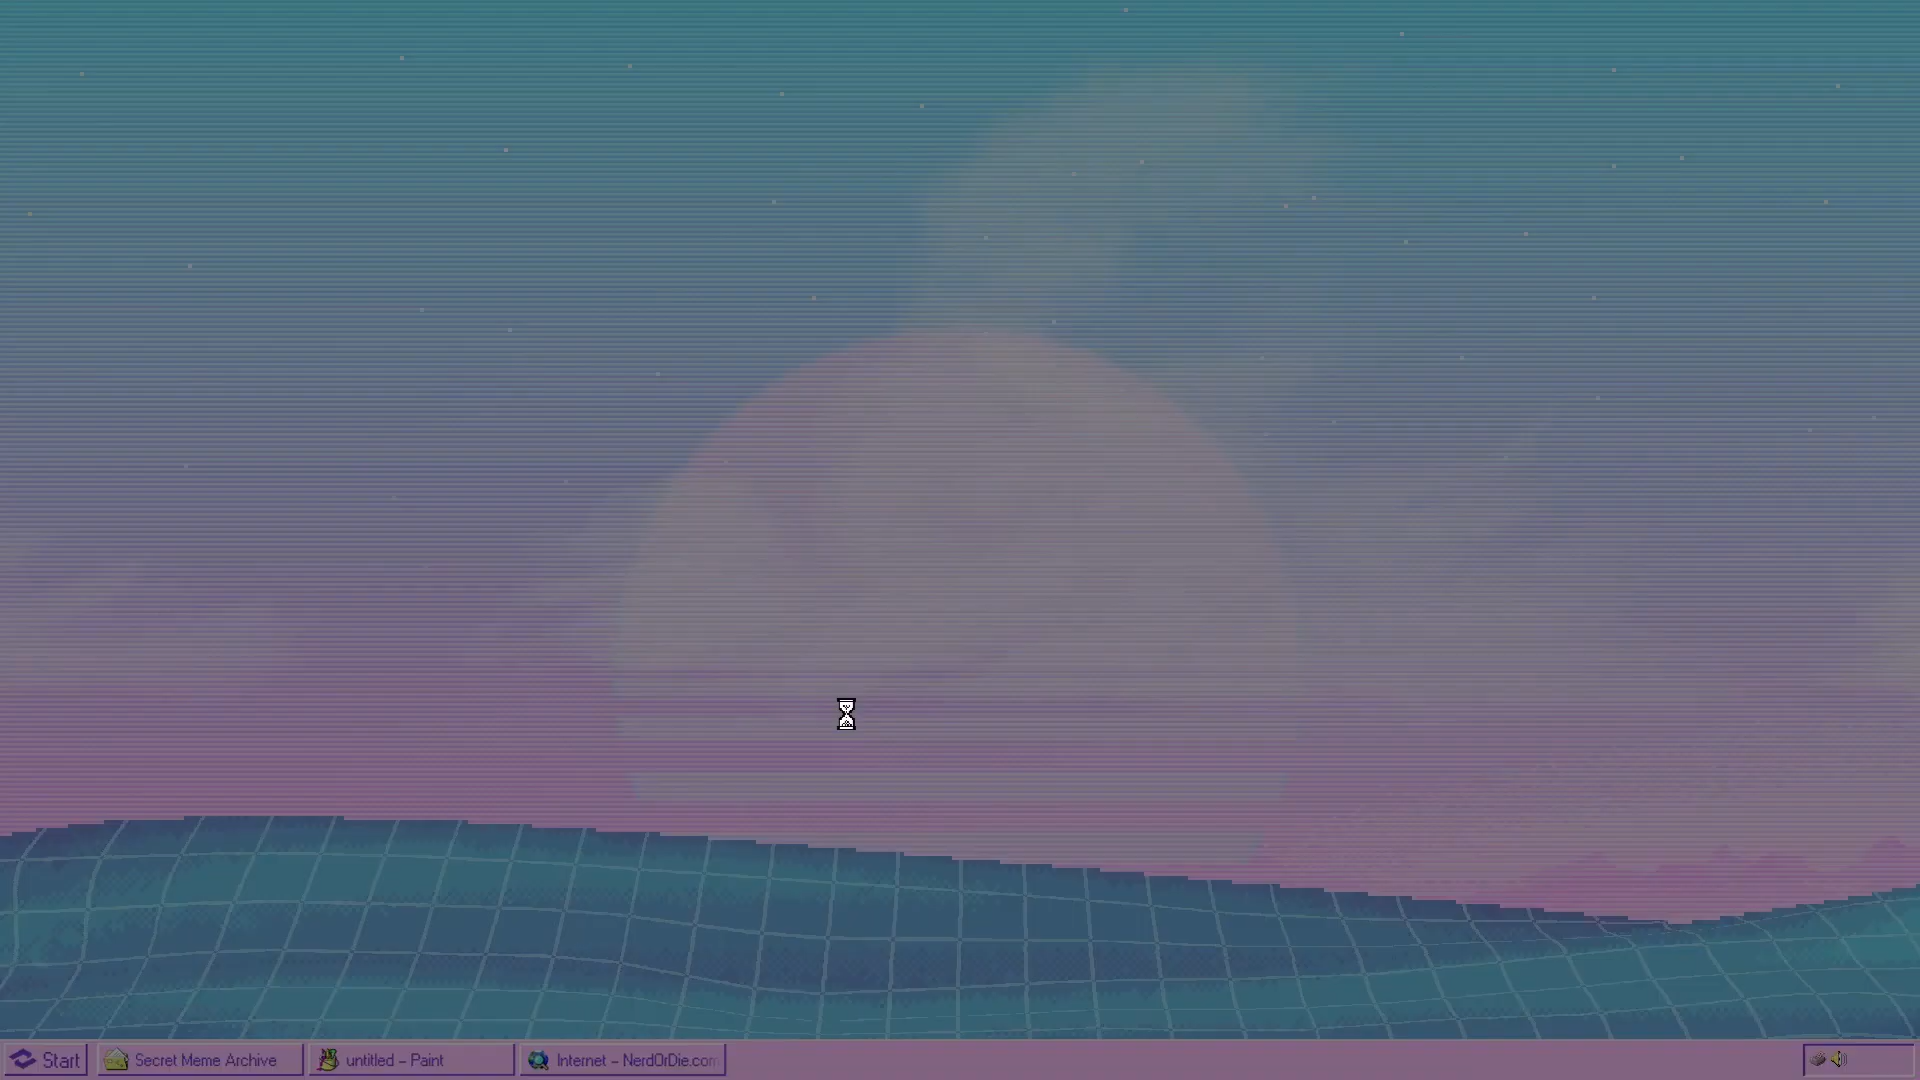 Start
Secret Meme Archive
untitled – Paint
Internet – NerdOrDie.com